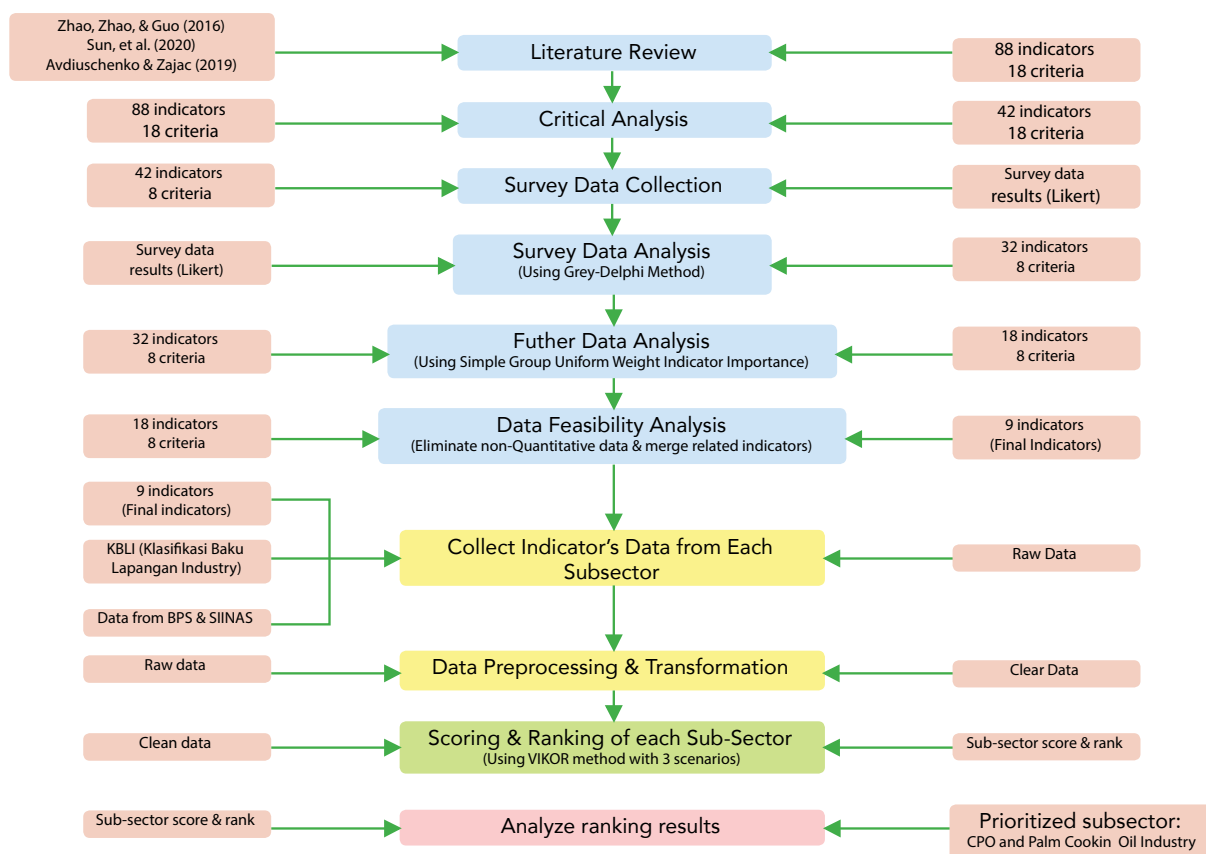 Zhao, Zhao, & Guo (2016)
Sun, et al. (2020)
Avdiuschenko & Zajac (2019)
Literature Review
88 indicators
18 criteria
88 indicators
18 criteria
Critical Analysis
42 indicators
18 criteria
42 indicators
8 criteria
Survey Data Collection
Survey data
results (Likert)
Survey data
results (Likert)
Survey Data Analysis
(Using Grey-Delphi Method)
32 indicators
8 criteria
32 indicators
8 criteria
Futher Data Analysis
(Using Simple Group Uniform Weight Indicator Importance)
18 indicators
8 criteria
18 indicators
8 criteria
Data Feasibility Analysis
(Eliminate non-Quantitative data & merge related indicators)
9 indicators
(Final Indicators)
9 indicators
(Final indicators)
KBLI (Klasifikasi Baku
Lapangan Industry)
Data from BPS & SIINAS
Collect Indicator's Data from Each
Subsector
Raw Data
Raw data
Data Preprocessing & Transformation
Clear Data
Clean data
Scoring & Ranking of each Sub-Sector
(Using VIKOR method with 3 scenarios)
Sub-sector score & rank
Sub-sector score & rank
Analyze ranking results
Prioritized subsector:
CPO and Palm Cookin Oil Industry